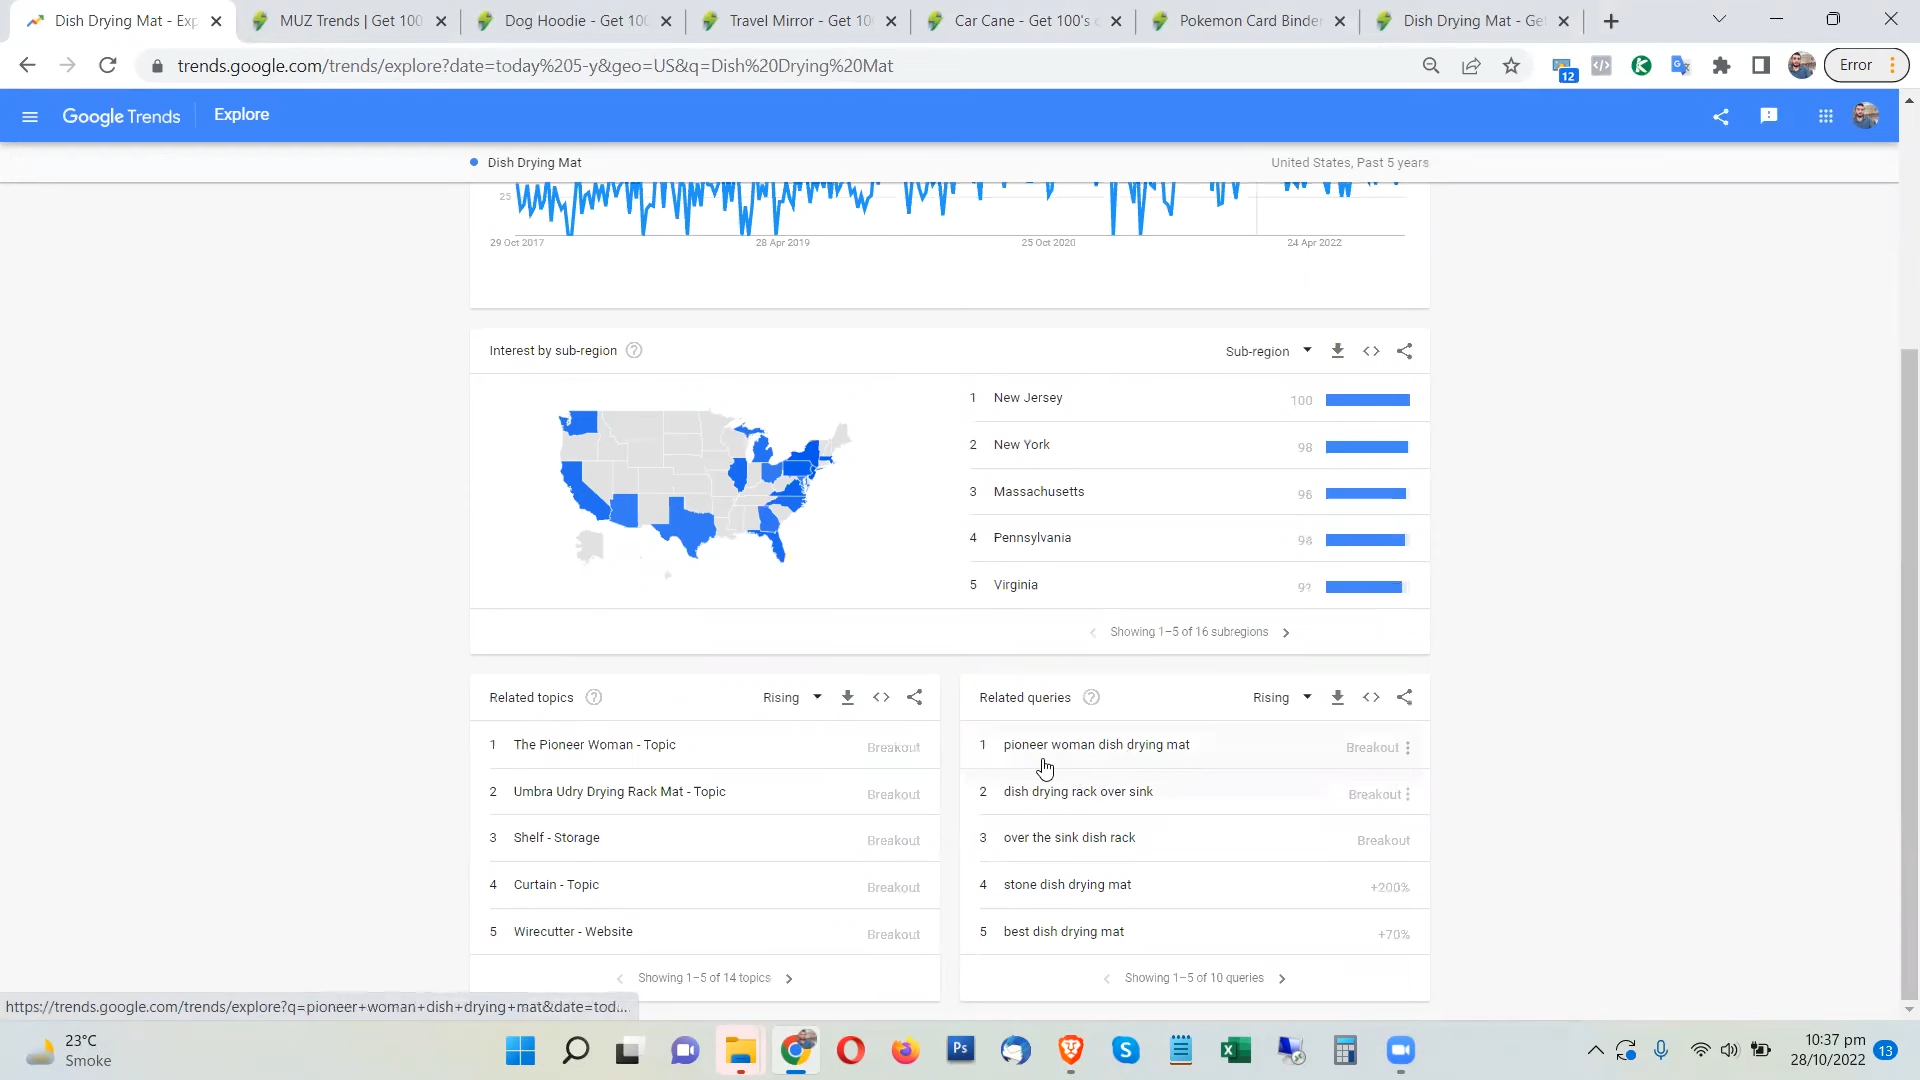 Dish Drying Mat - Exp
MUZ Trends | Get 100
Dog Hoodie - Get 100
Travel Mirror - Get 10
Car Cane - Get 100's
Pokemon Card Binder
Dish Drying Mat - Ge
trends.google.com/trends/explore?date=today%205-y&geo=US&q=Dish%20Drying%20Mat
12
Error
Google Trends
Explore
Dish Drying Mat
United States, Past 5 years
25
29 Oct 2017
28 Apr 2019
25 Oct 2020
24 Apr 2022
Interest by sub-region
Sub-region
1 New Jersey 100
2 New York 98
3 Massachusetts 96
4 Pennsylvania
5 Virginia
Showing 1–5 of 16 subregions
Related topics
Rising
1 The Pioneer Woman - Topic Breakout
2 Umbra Udry Drying Rack Mat - Topic Breakout
3 Shelf - Storage Breakout
4 Curtain - Topic Breakout
5 Wirecutter - Website Breakout
Showing 1–5 of 14 topics
Related queries
Rising
1 pioneer woman dish drying mat Breakout
2 dish drying rack over sink Breakout
3 over the sink dish rack Breakout
4 stone dish drying mat +200%
5 best dish drying mat +70%
Showing 1–5 of 10 queries
https://trends.google.com/trends/explore?q=pioneer+woman+dish+drying+mat&date=tod...
23°C
Smoke
Ps
10:37 pm
28/10/2022
13